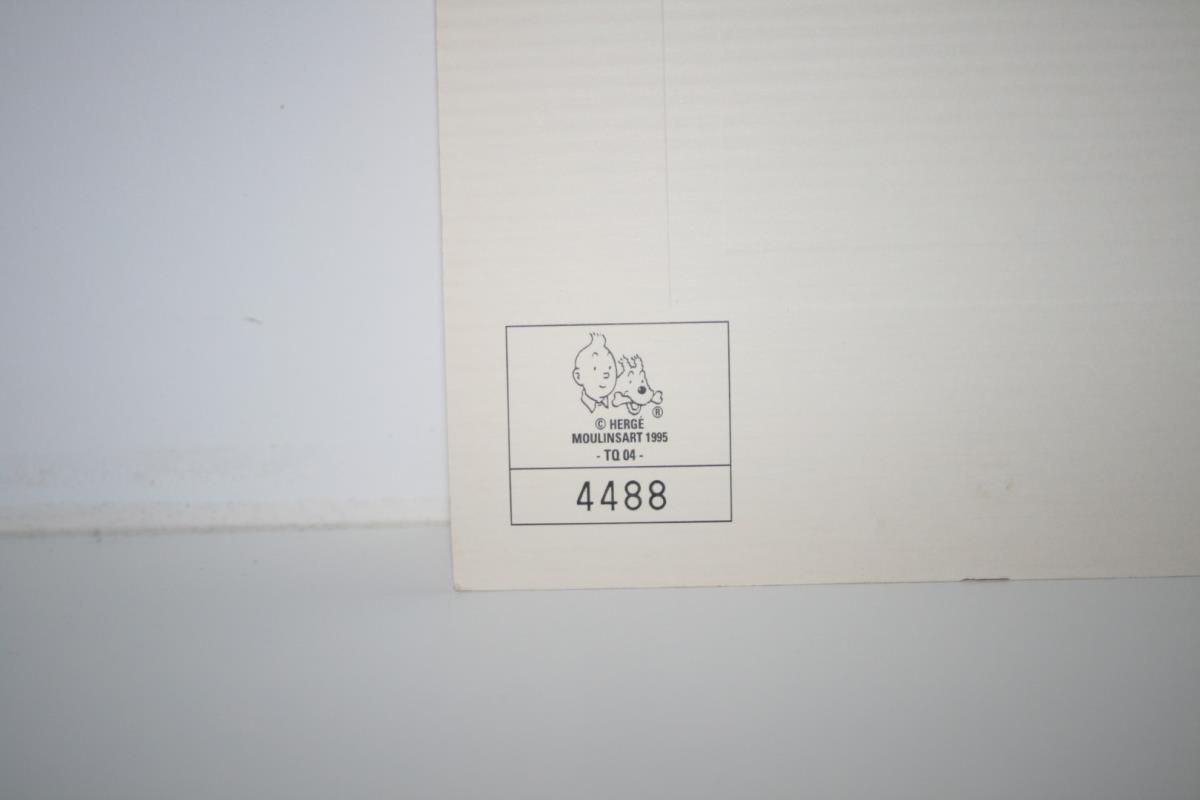 ®
© HERGÉ
MOULINSART 1995
- TQ 04 -
4488